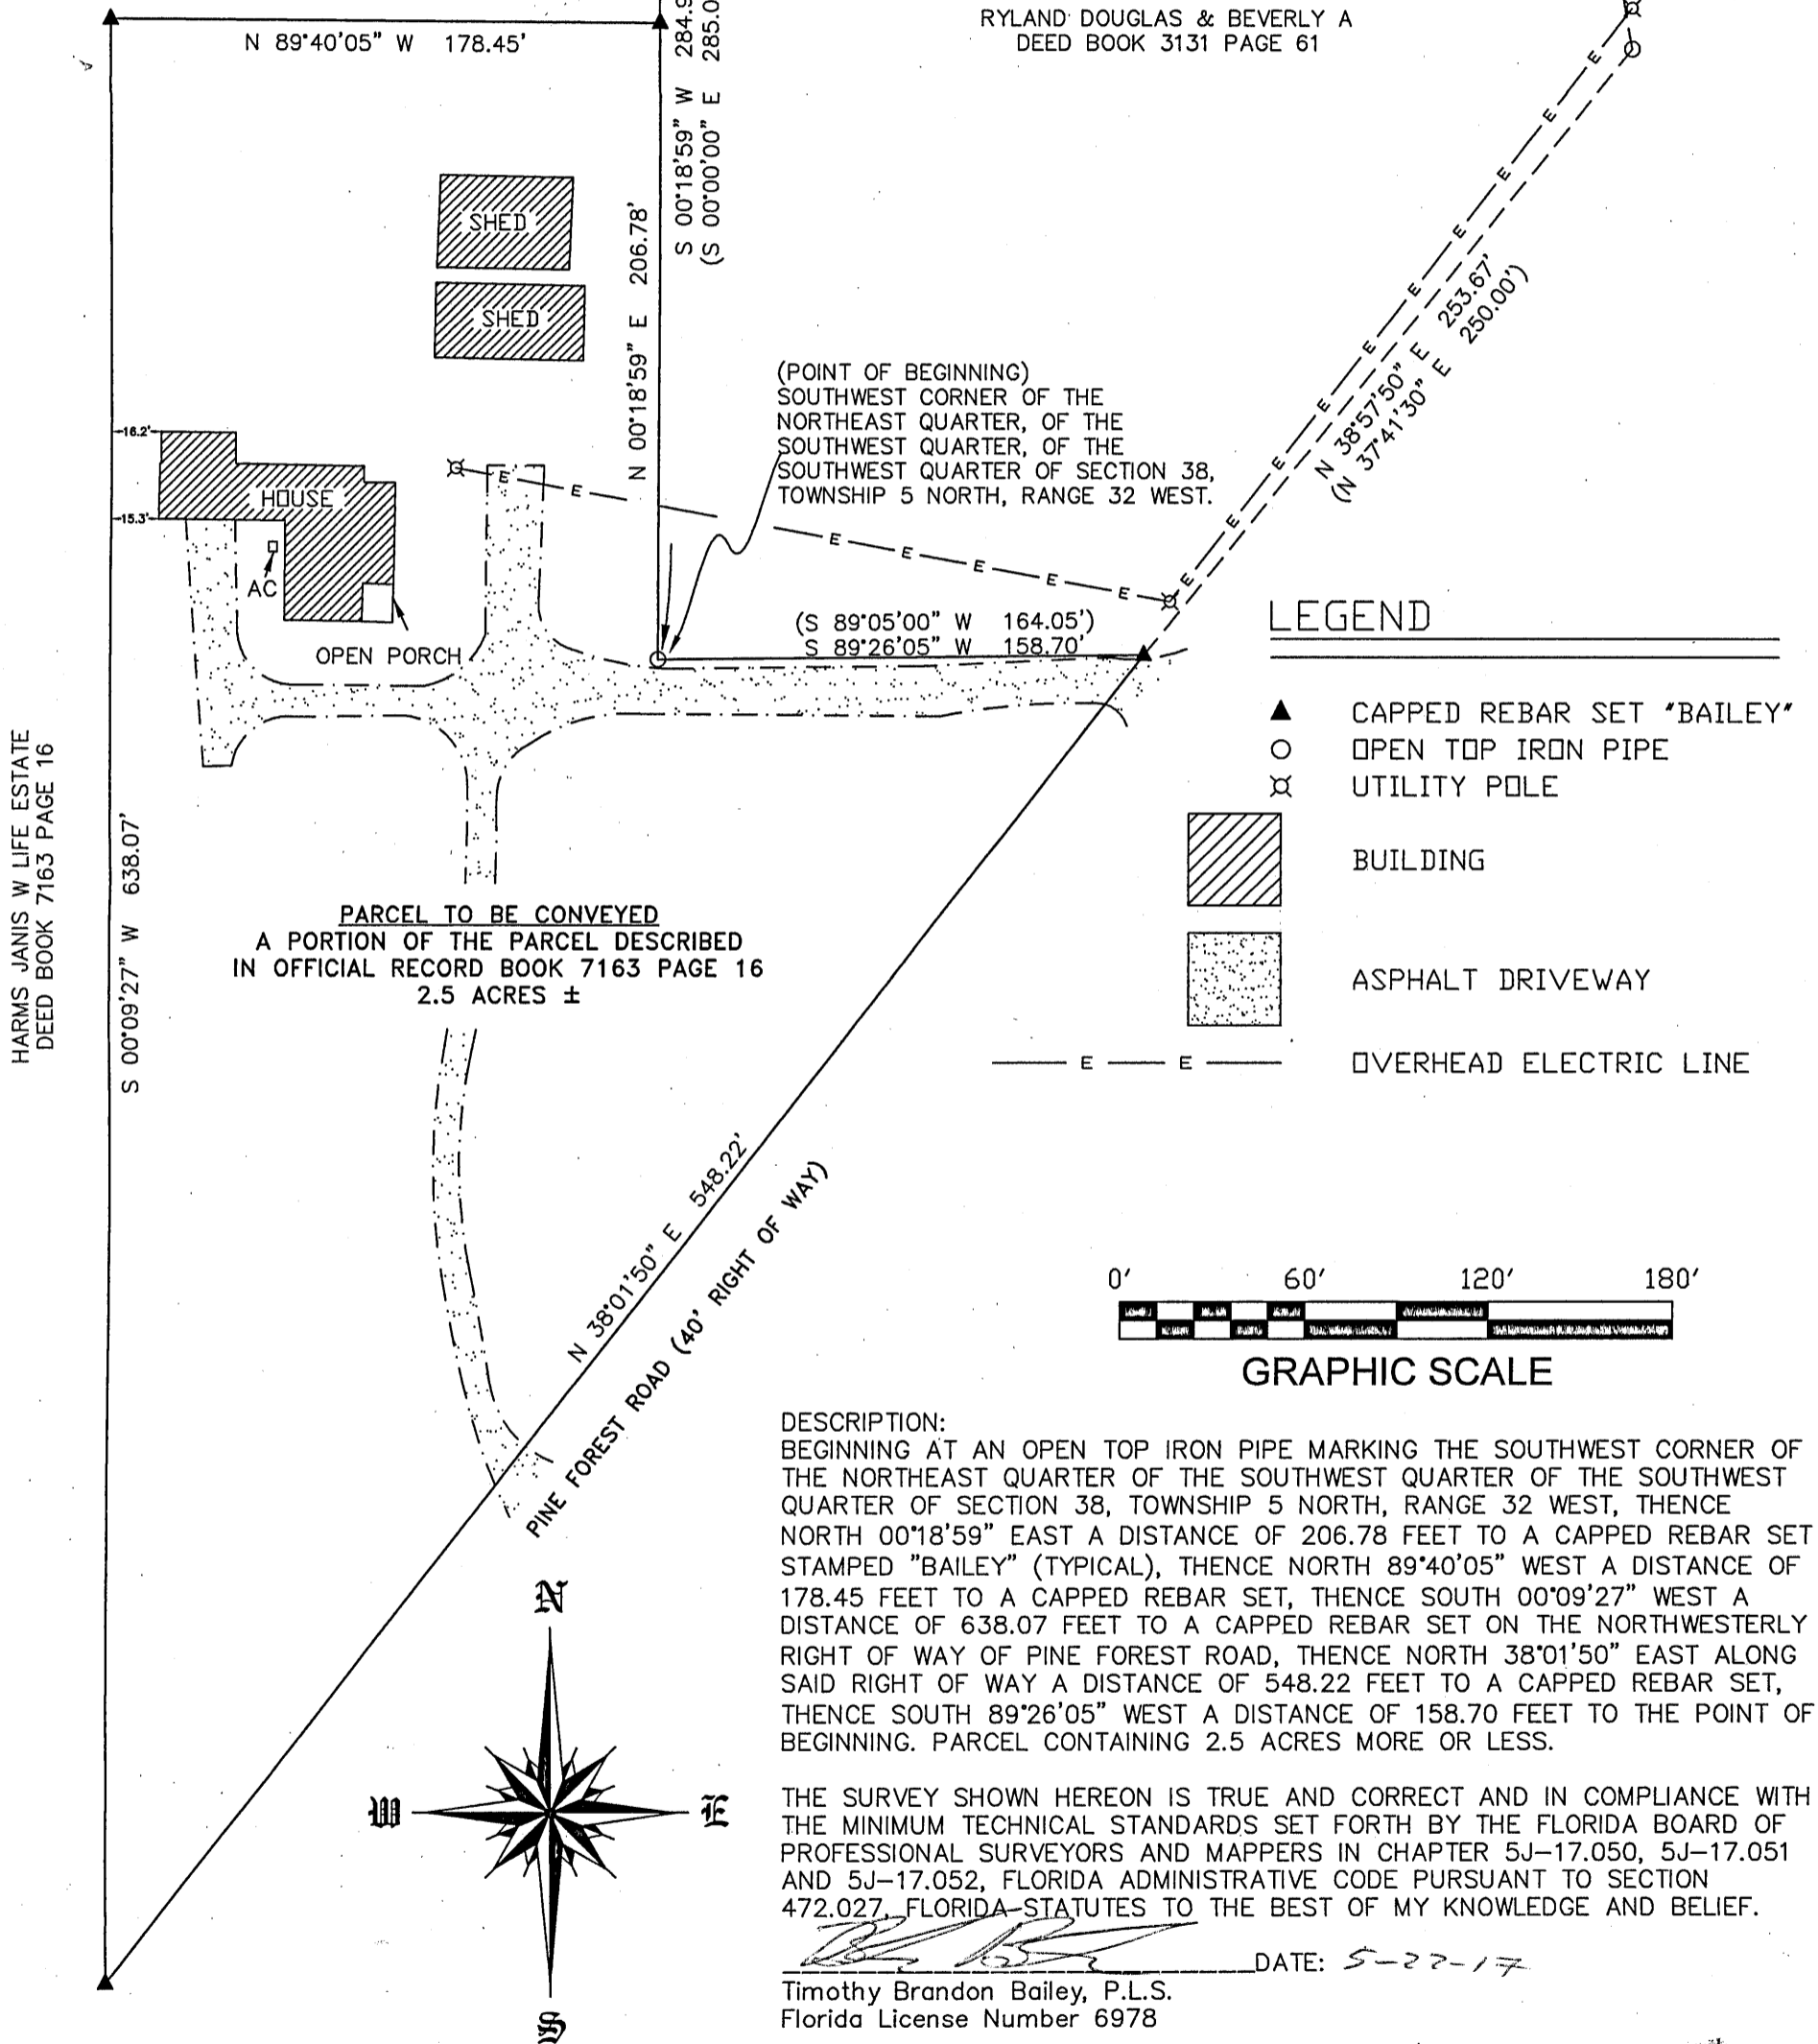 N 89°40'05" W 178.45'
S 00°18'59" W 284.9
(S 00°00'00" E 285.0
RYLAND DOUGLAS & BEVERLY A
DEED BOOK 3131 PAGE 61
SHED
SHED
N 00°18'59" E 206.78'
N 38°57'50" E 253.67'
(N 37°41'30" E 250.00')
(POINT OF BEGINNING)
SOUTHWEST CORNER OF THE
NORTHEAST QUARTER, OF THE
SOUTHWEST QUARTER, OF THE
SOUTHWEST QUARTER OF SECTION 38,
TOWNSHIP 5 NORTH, RANGE 32 WEST.
16.2'
HOUSE
15.3'
AC
OPEN PORCH
E E E E E E
E E E E E E E E E E E
(S 89°05'00" W 164.05')
S 89°26'05" W 158.70'
LEGEND
CAPPED REBAR SET "BAILEY"
OPEN TOP IRON PIPE
UTILITY POLE
BUILDING
ASPHALT DRIVEWAY
E E OVERHEAD ELECTRIC LINE
HARMS JANIS W LIFE ESTATE
DEED BOOK 7163 PAGE 16
S 00°09'27" W 638.07'
PARCEL TO BE CONVEYED
A PORTION OF THE PARCEL DESCRIBED
IN OFFICIAL RECORD BOOK 7163 PAGE 16
2.5 ACRES ±
N 38°01'50" E 548.22'
PINE FOREST ROAD (40' RIGHT OF WAY)
0' 60' 120' 180'
GRAPHIC SCALE
DESCRIPTION:
BEGINNING AT AN OPEN TOP IRON PIPE MARKING THE SOUTHWEST CORNER OF
THE NORTHEAST QUARTER OF THE SOUTHWEST QUARTER OF THE SOUTHWEST
QUARTER OF SECTION 38, TOWNSHIP 5 NORTH, RANGE 32 WEST, THENCE
NORTH 00°18'59" EAST A DISTANCE OF 206.78 FEET TO A CAPPED REBAR SET
STAMPED "BAILEY" (TYPICAL), THENCE NORTH 89°40'05" WEST A DISTANCE OF
178.45 FEET TO A CAPPED REBAR SET, THENCE SOUTH 00°09'27" WEST A
DISTANCE OF 638.07 FEET TO A CAPPED REBAR SET ON THE NORTHWESTERLY
RIGHT OF WAY OF PINE FOREST ROAD, THENCE NORTH 38°01'50" EAST ALONG
SAID RIGHT OF WAY A DISTANCE OF 548.22 FEET TO A CAPPED REBAR SET,
THENCE SOUTH 89°26'05" WEST A DISTANCE OF 158.70 FEET TO THE POINT OF
BEGINNING. PARCEL CONTAINING 2.5 ACRES MORE OR LESS.
THE SURVEY SHOWN HEREON IS TRUE AND CORRECT AND IN COMPLIANCE WITH
THE MINIMUM TECHNICAL STANDARDS SET FORTH BY THE FLORIDA BOARD OF
PROFESSIONAL SURVEYORS AND MAPPERS IN CHAPTER 5J-17.050, 5J-17.051
AND 5J-17.052, FLORIDA ADMINISTRATIVE CODE PURSUANT TO SECTION
472.027, FLORIDA STATUTES TO THE BEST OF MY KNOWLEDGE AND BELIEF.
DATE: 5-22-17
Timothy Brandon Bailey, P.L.S.
Florida License Number 6978
N
W E
S